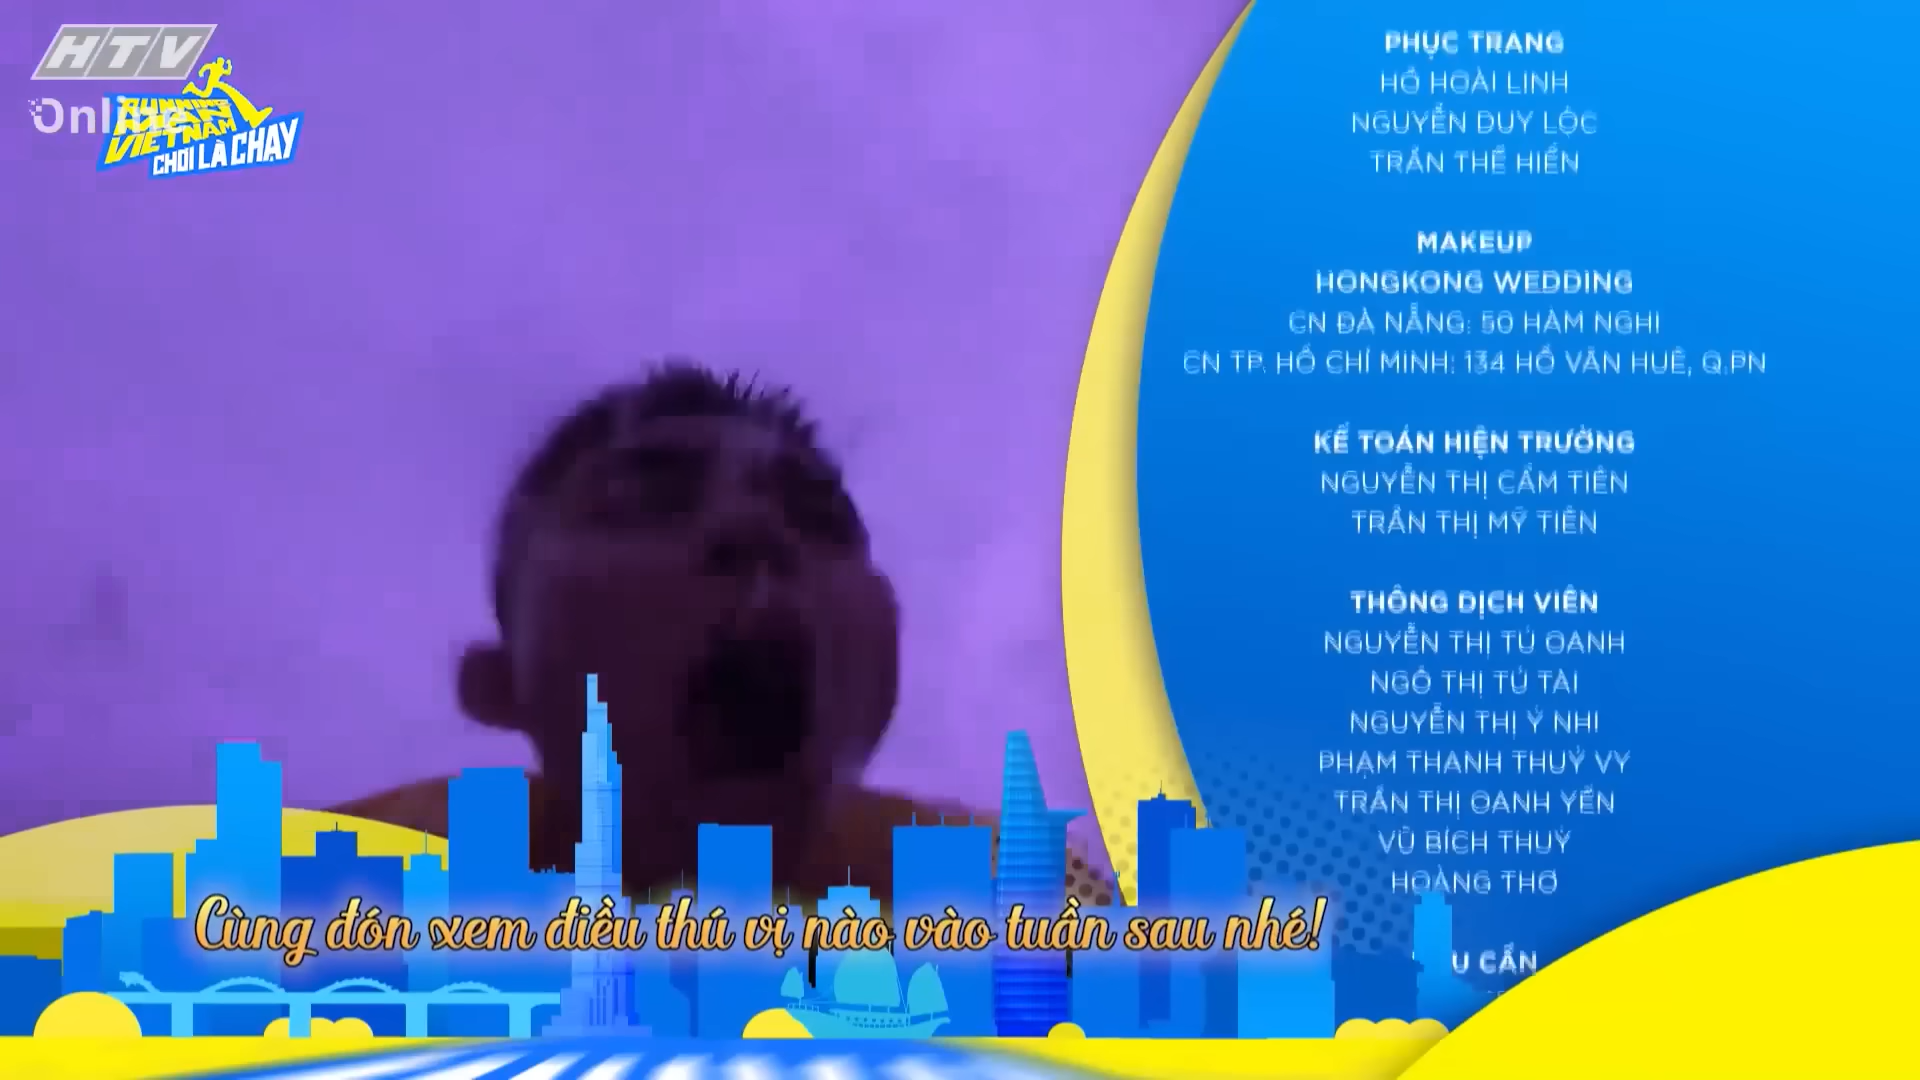 HTV
Online
RUNNING
MAN
VIETNAM
CHƠI LÀ CHẠY
PHỤC TRANG
HỒ HOÀI LINH
NGUYỄN DUY LỘC
TRẦN THẾ HIỂN
MAKEUP
HONGKONG WEDDING
CN ĐÀ NẴNG: 50 HÀM NGHI
CN TP. HỒ CHÍ MINH: 134 HỒ VĂN HUÊ, Q.PN
KẾ TOÁN HIỆN TRƯỜNG
NGUYỄN THỊ CẨM TIÊN
TRẦN THỊ MỸ TIÊN
THÔNG DỊCH VIÊN
NGUYỄN THỊ TÚ OANH
NGÔ THỊ TÚ TÀI
NGUYỄN THỊ Ý NHI
PHẠM THANH THUỶ VY
TRẦN THỊ OANH YẾN
VŨ BÍCH THUỶ
HOÀNG THƠ
U CẦN
Cùng đón xem điều thú vị nào vào tuần sau nhé!